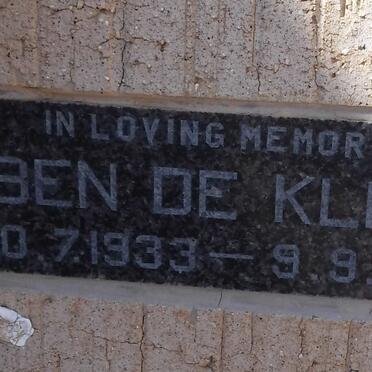 IN LOVING MEMOR
BEN DE KL
0.7.1933 — 9.9.